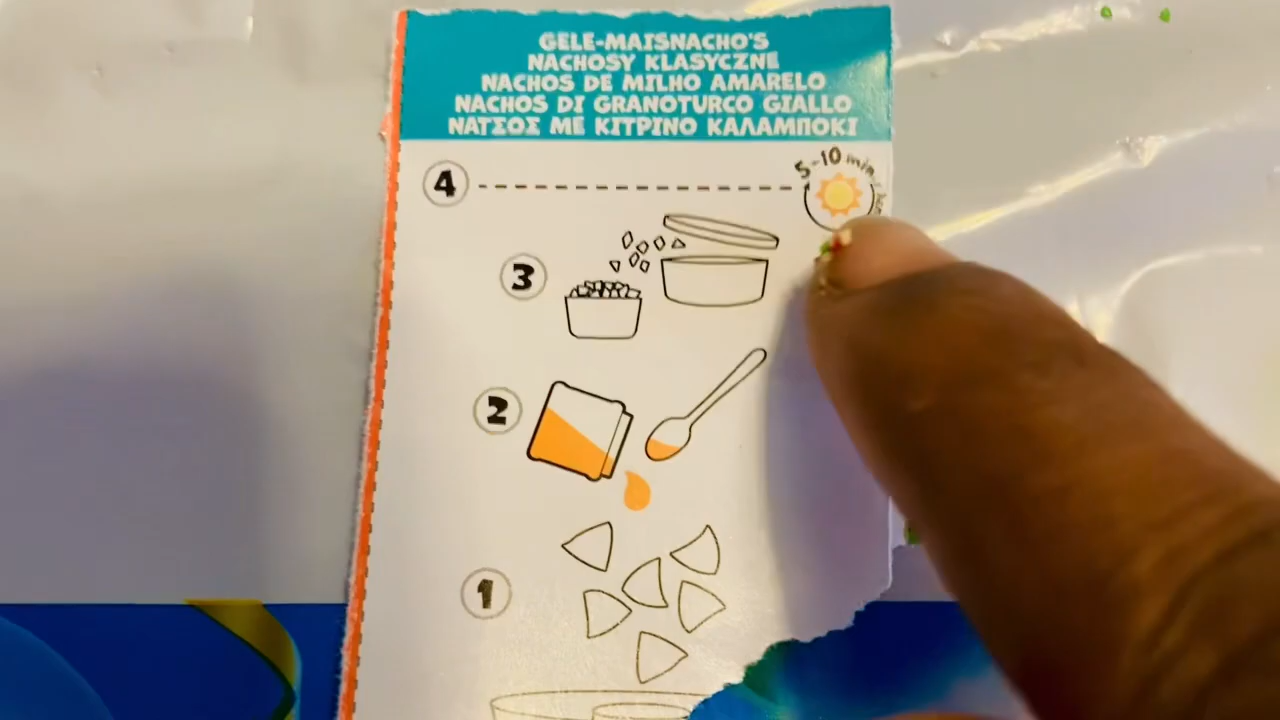 GELE-MAISNACHO'S
NACHOSY KLASYCZNE
NACHOS DE MILHO AMARELO
NACHOS DI GRANOTURCO GIALLO
ΝΑΤΣΟΣ ΜΕ ΚΙΤΡΙΝΟ ΚΑΛΑΜΠΟΚΙ
4
5-10 min.
3
2
1